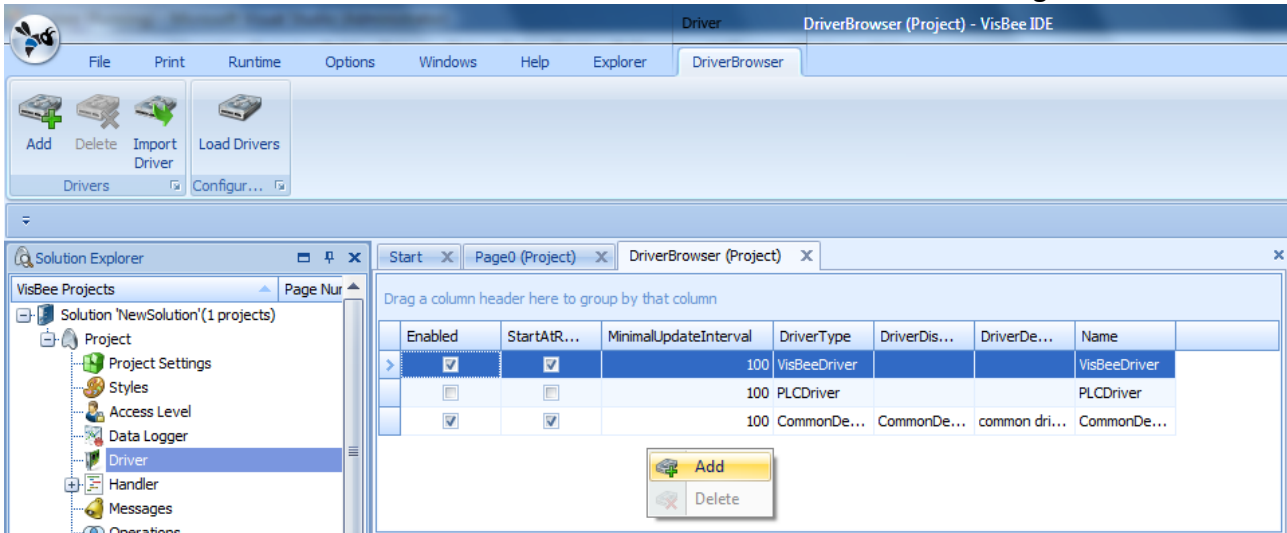 Driver
DriverBrowser (Project) - VisBee IDE
File Print Runtime Options Windows Help Explorer DriverBrowser
Add Delete Import Driver Load Drivers
Drivers Configur...
Solution Explorer
Start Page0 (Project) DriverBrowser (Project)
VisBee Projects Page Nur
Drag a column header here to group by that column
Solution 'NewSolution'(1 projects)
Project
Project Settings
Styles
Access Level
Data Logger
Driver
Handler
Messages
Operations
Enabled StartAtR... MinimalUpdateInterval DriverType DriverDis... DriverDe... Name
100 VisBeeDriver VisBeeDriver
100 PLCDriver PLCDriver
100 CommonDe... CommonDe... common dri... CommonDe...
Add
Delete